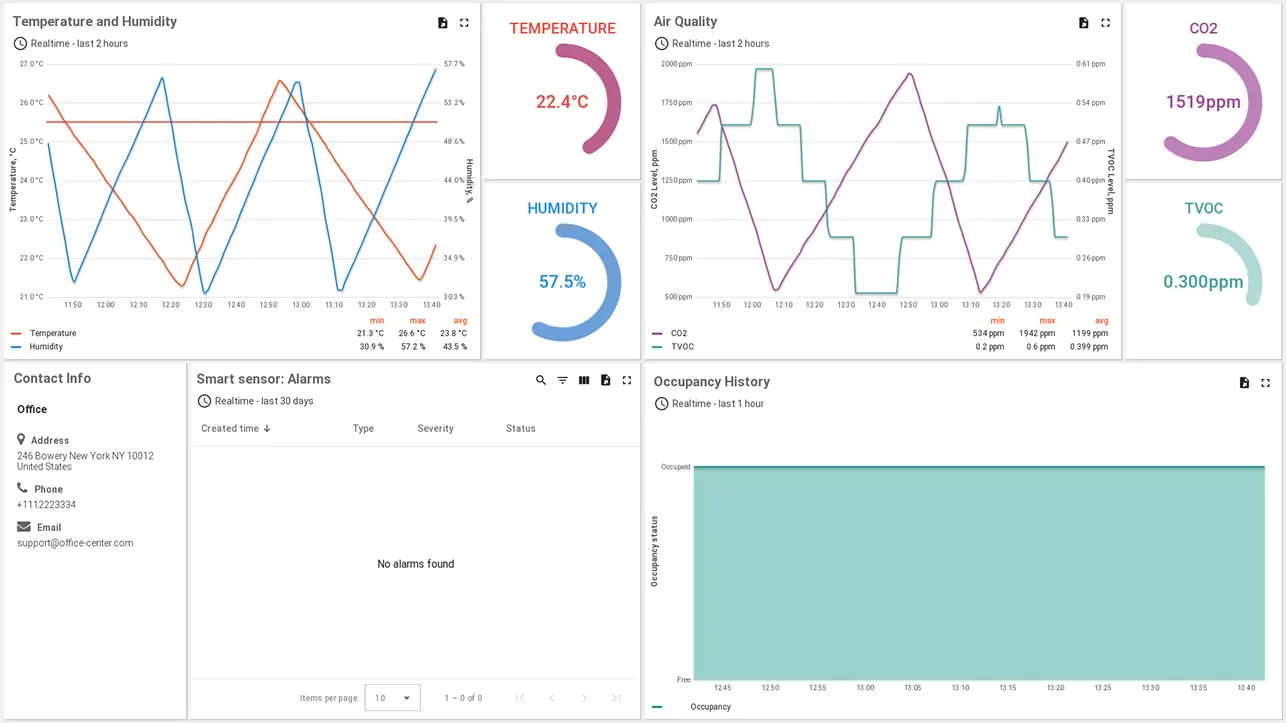 Temperature and Humidity
Realtime - last 2 hours
27.0°C
26.0°C
25.0°C
24.0°C
23.0°C
22.0°C
21.0°C
Temperature, °C
57.7%
53.2%
48.6%
44.0%
39.5%
34.9%
30.3%
Humidity, %
11:50 12:00 12:10 12:20 12:30 12:40 12:50 13:00 13:10 13:20 13:30 13:40
min max avg
Temperature 21.3 °C 26.6 °C 23.8 °C
Humidity 30.9 % 57.2 % 43.5 %
TEMPERATURE
22.4°C
HUMIDITY
57.5%
Air Quality
Realtime - last 2 hours
2000 ppm
1750 ppm
1500 ppm
1250 ppm
1000 ppm
750 ppm
500 ppm
CO2 Level, ppm
0.61 ppm
0.54 ppm
0.47 ppm
0.40 ppm
0.33 ppm
0.26 ppm
0.19 ppm
TVOC Level, ppm
11:50 12:00 12:10 12:20 12:30 12:40 12:50 13:00 13:10 13:20 13:30 13:40
min max avg
CO2 534 ppm 1942 ppm 1199 ppm
TVOC 0.2 ppm 0.6 ppm 0.399 ppm
CO2
1519ppm
TVOC
0.300ppm
Contact Info
Office
Address
246 Bowery New York NY 10012
United States
Phone
+1112223334
Email
support@office-center.com
Smart sensor: Alarms
Realtime - last 30 days
Created time Type Severity Status
No alarms found
Items per page: 10 1 – 0 of 0
Occupancy History
Realtime - last 1 hour
Occupied
Free
Occupancy status
12:45 12:50 12:55 13:00 13:05 13:10 13:15 13:20 13:25 13:30 13:35 13:40
Occupancy